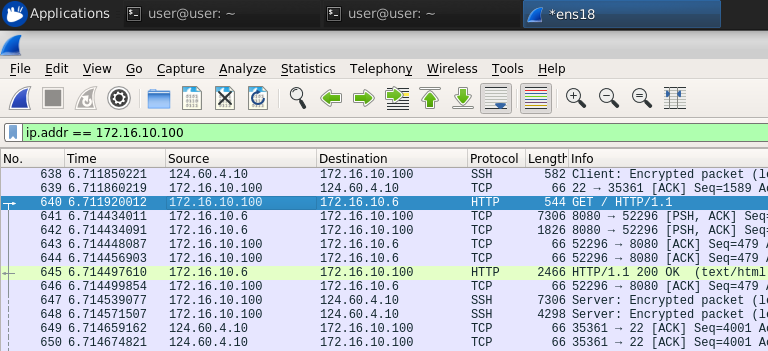 Applications user@user: ~ user@user: ~ *ens18
File Edit View Go Capture Analyze Statistics Telephony Wireless Tools Help
ip.addr == 172.16.10.100
No. Time Source Destination Protocol Length Info
638 6.711850221 124.60.4.10 172.16.10.100 SSH 582 Client: Encrypted packet (le
639 6.711860219 172.16.10.100 124.60.4.10 TCP 66 22 → 35361 [ACK] Seq=1589 Ac
640 6.711920012 172.16.10.100 172.16.10.6 HTTP 544 GET / HTTP/1.1
641 6.714434011 172.16.10.6 172.16.10.100 TCP 7306 8080 → 52296 [PSH, ACK] Seq=
642 6.714434091 172.16.10.6 172.16.10.100 TCP 1826 8080 → 52296 [PSH, ACK] Seq=
643 6.714448087 172.16.10.100 172.16.10.6 TCP 66 52296 → 8080 [ACK] Seq=479 A
644 6.714456903 172.16.10.100 172.16.10.6 TCP 66 52296 → 8080 [ACK] Seq=479 A
645 6.714497610 172.16.10.6 172.16.10.100 HTTP 2466 HTTP/1.1 200 OK (text/html
646 6.714499854 172.16.10.100 172.16.10.6 TCP 66 52296 → 8080 [ACK] Seq=479 A
647 6.714539077 172.16.10.100 124.60.4.10 SSH 7306 Server: Encrypted packet (le
648 6.714571507 172.16.10.100 124.60.4.10 SSH 4298 Server: Encrypted packet (le
649 6.714659162 124.60.4.10 172.16.10.100 TCP 66 35361 → 22 [ACK] Seq=4001 Ac
650 6.714674821 124.60.4.10 172.16.10.100 TCP 66 35361 → 22 [ACK] Seq=4001 Ac